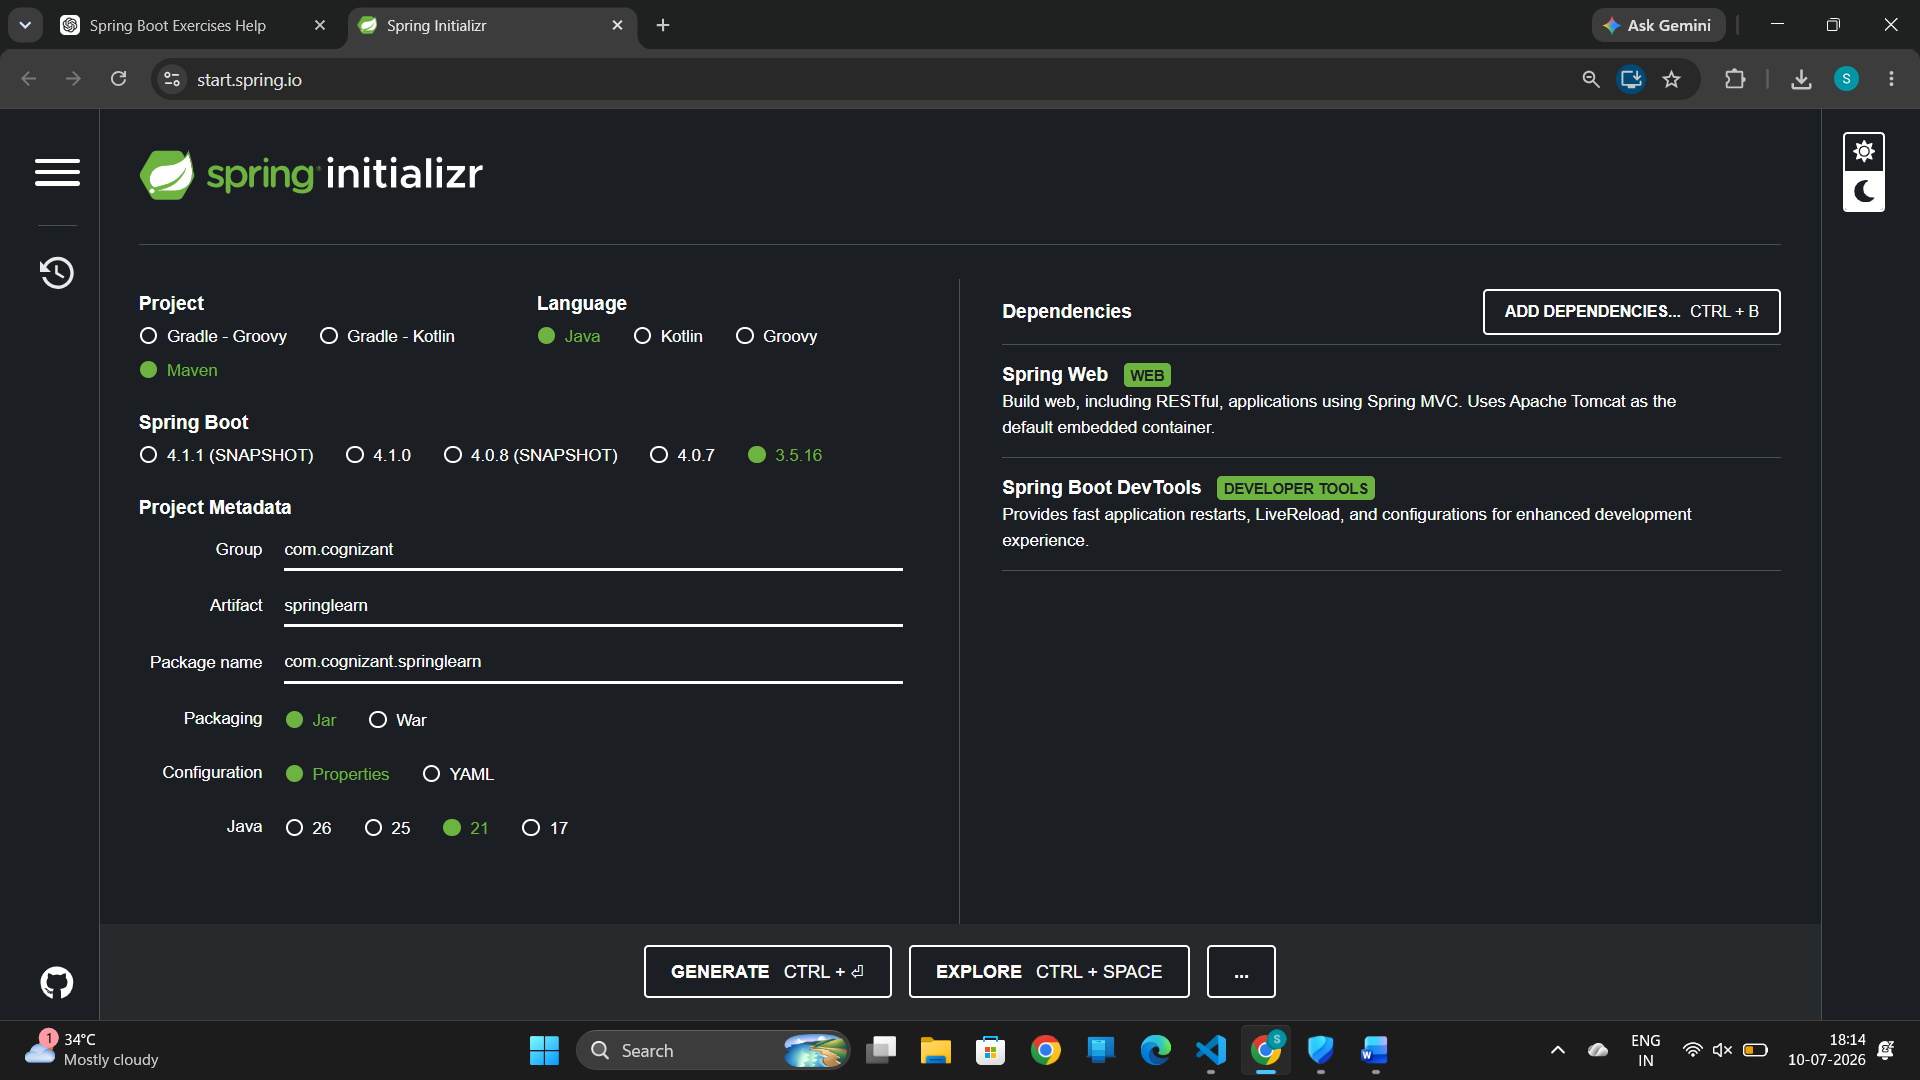 Spring Boot Exercises Help
Spring Initializr
Ask Gemini
start.spring.io
S
spring initializr
Project
Language
Gradle - Groovy
Gradle - Kotlin
Java
Kotlin
Groovy
Maven
Spring Boot
4.1.1 (SNAPSHOT)
4.1.0
4.0.8 (SNAPSHOT)
4.0.7
3.5.16
Project Metadata
Group
com.cognizant
Artifact
springlearn
Package name
com.cognizant.springlearn
Packaging
Jar
War
Configuration
Properties
YAML
Java
26
25
21
17
Dependencies
ADD DEPENDENCIES... CTRL + B
Spring Web WEB
Build web, including RESTful, applications using Spring MVC. Uses Apache Tomcat as the
default embedded container.
Spring Boot DevTools DEVELOPER TOOLS
Provides fast application restarts, LiveReload, and configurations for enhanced development
experience.
GENERATE CTRL + ⏎
EXPLORE CTRL + SPACE
...
1
34°C
Mostly cloudy
Search
S
W
ENG
IN
18:14
10-07-2026